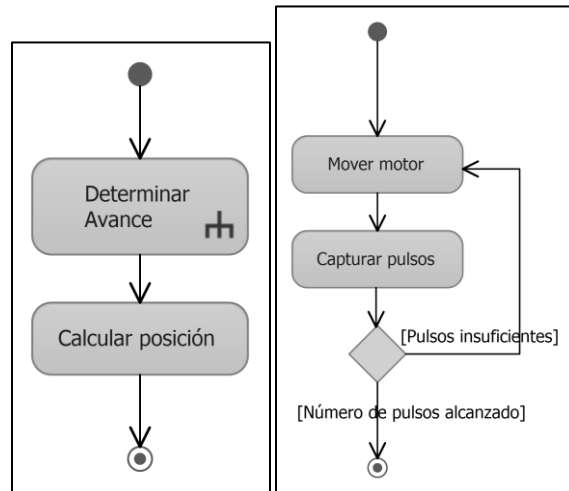 Determinar
Avance
Calcular posición
Mover motor
Capturar pulsos
[Pulsos insuficientes]
[Número de pulsos alcanzado]